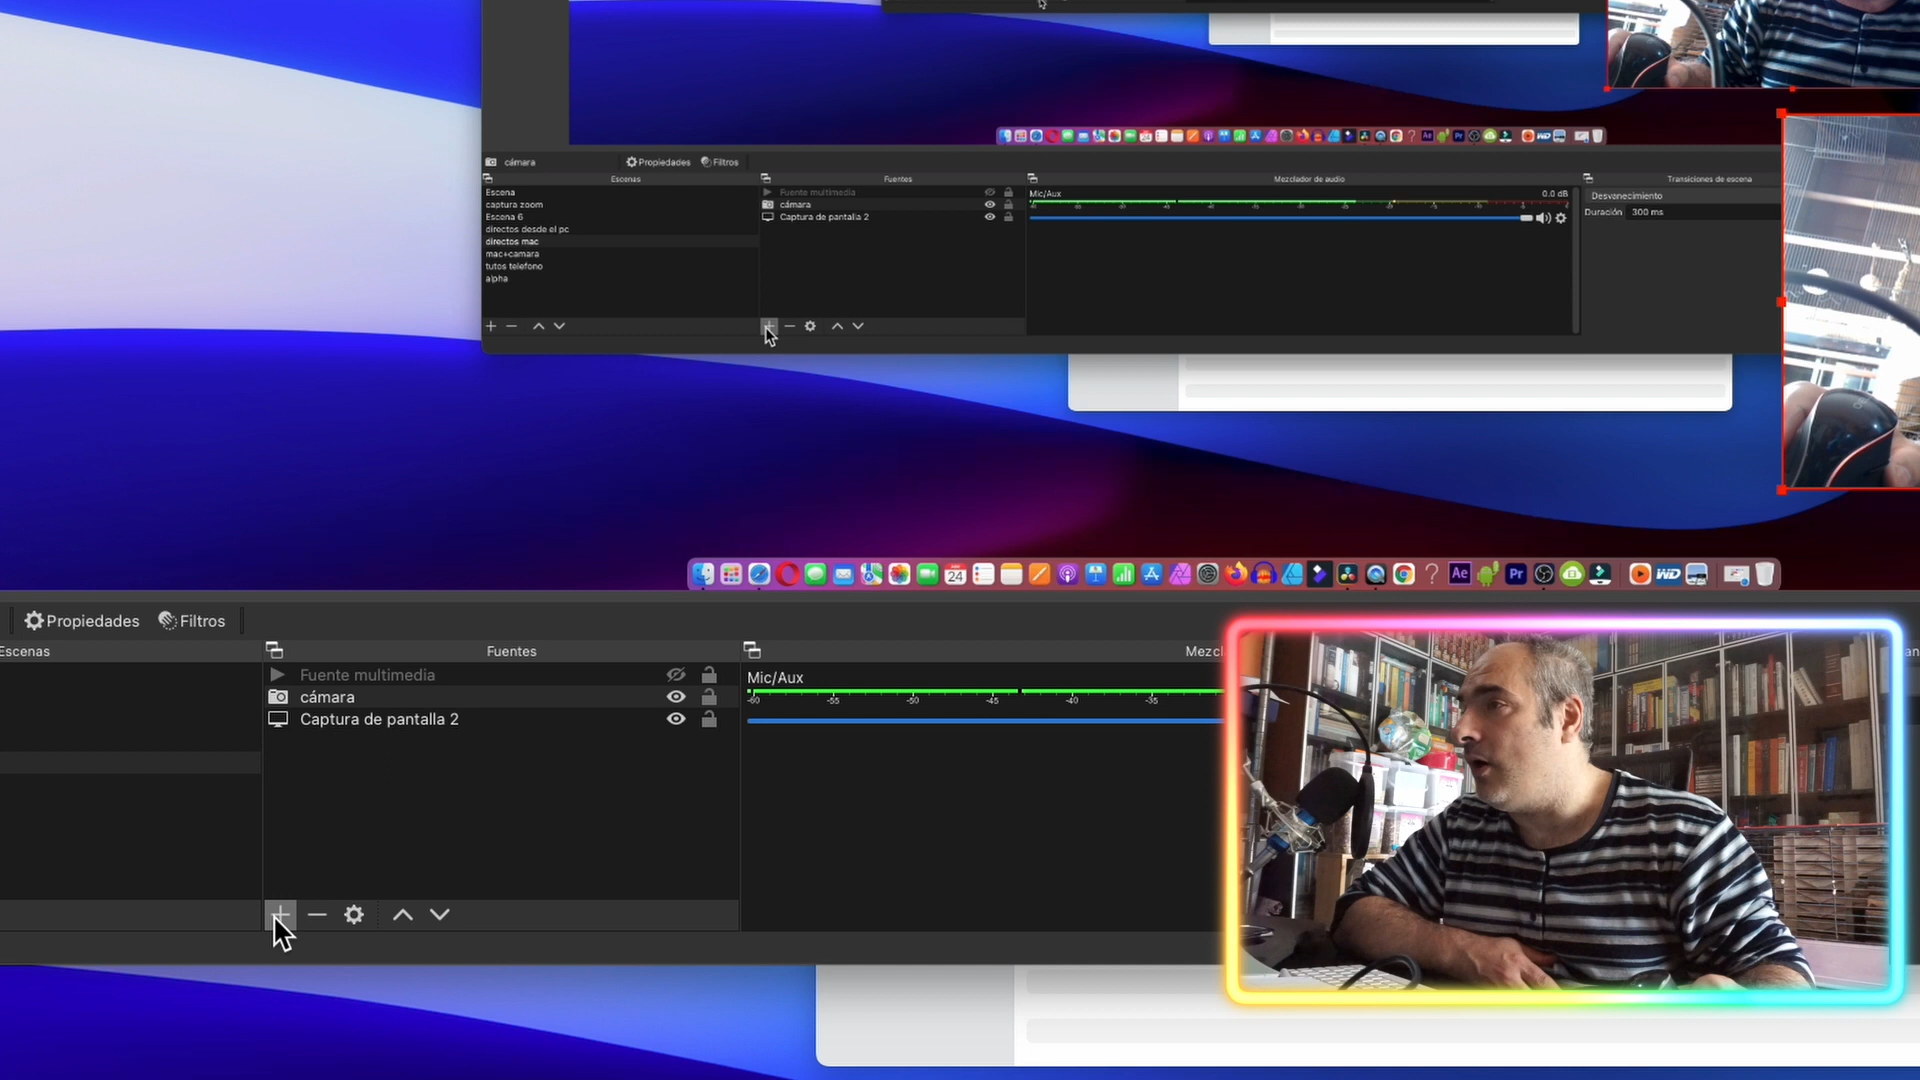 cámara
Propiedades
Filtros
Escenas
Fuentes
Mezclador de audio
Transiciones de escena
Escena
captura zoom
Escena 6
directos desde el pc
directos mac
mac+camara
tutos telefono
alpha
Fuente multimedia
cámara
Captura de pantalla 2
Mic/Aux
0.0 dB
Desvanecimiento
Duración 300 ms
24
Ae
Pr
WD
Propiedades
Filtros
Escenas
Fuentes
Mezcl
an
Fuente multimedia
cámara
Captura de pantalla 2
Mic/Aux
-60 -55 -50 -45 -40 -35